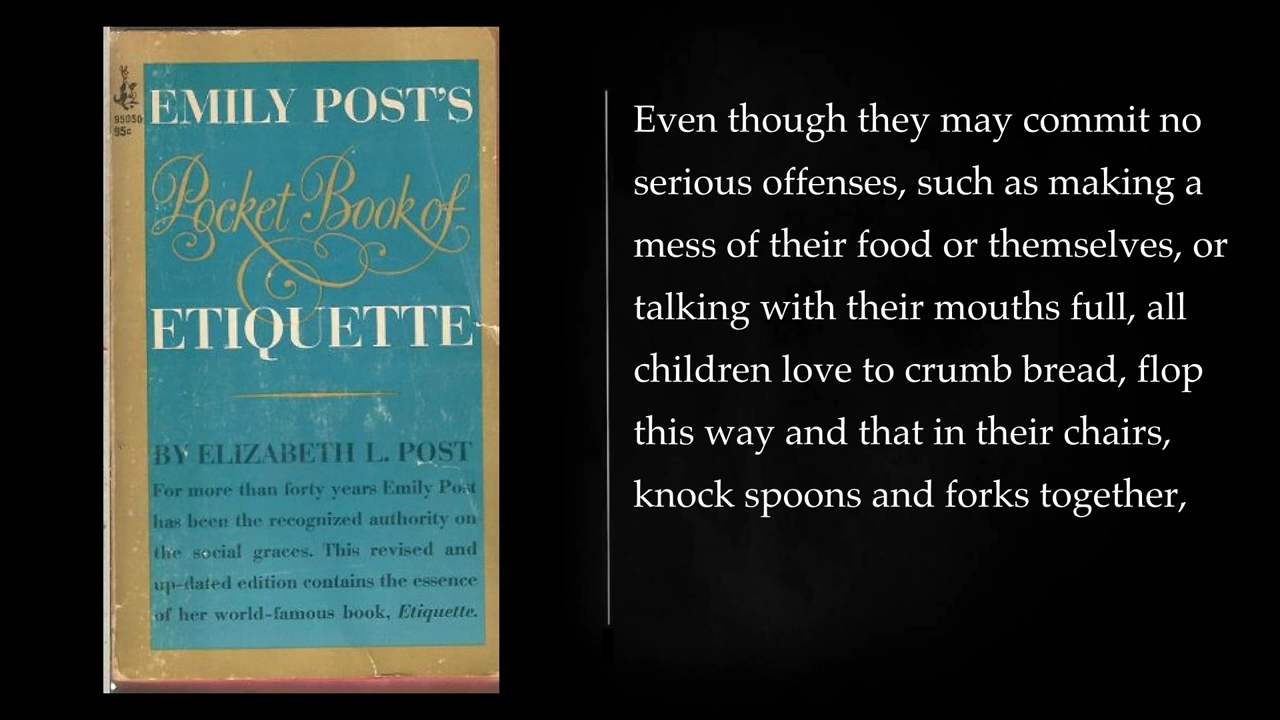 95050
95c
EMILY POST'S
Pocket Book of
ETIQUETTE
BY ELIZABETH L. POST
For more than forty years Emily Post
has been the recognized authority on
the social graces. This revised and
up-dated edition contains the essence
of her world-famous book, Etiquette.
Even though they may commit no
serious offenses, such as making a
mess of their food or themselves, or
talking with their mouths full, all
children love to crumb bread, flop
this way and that in their chairs,
knock spoons and forks together,